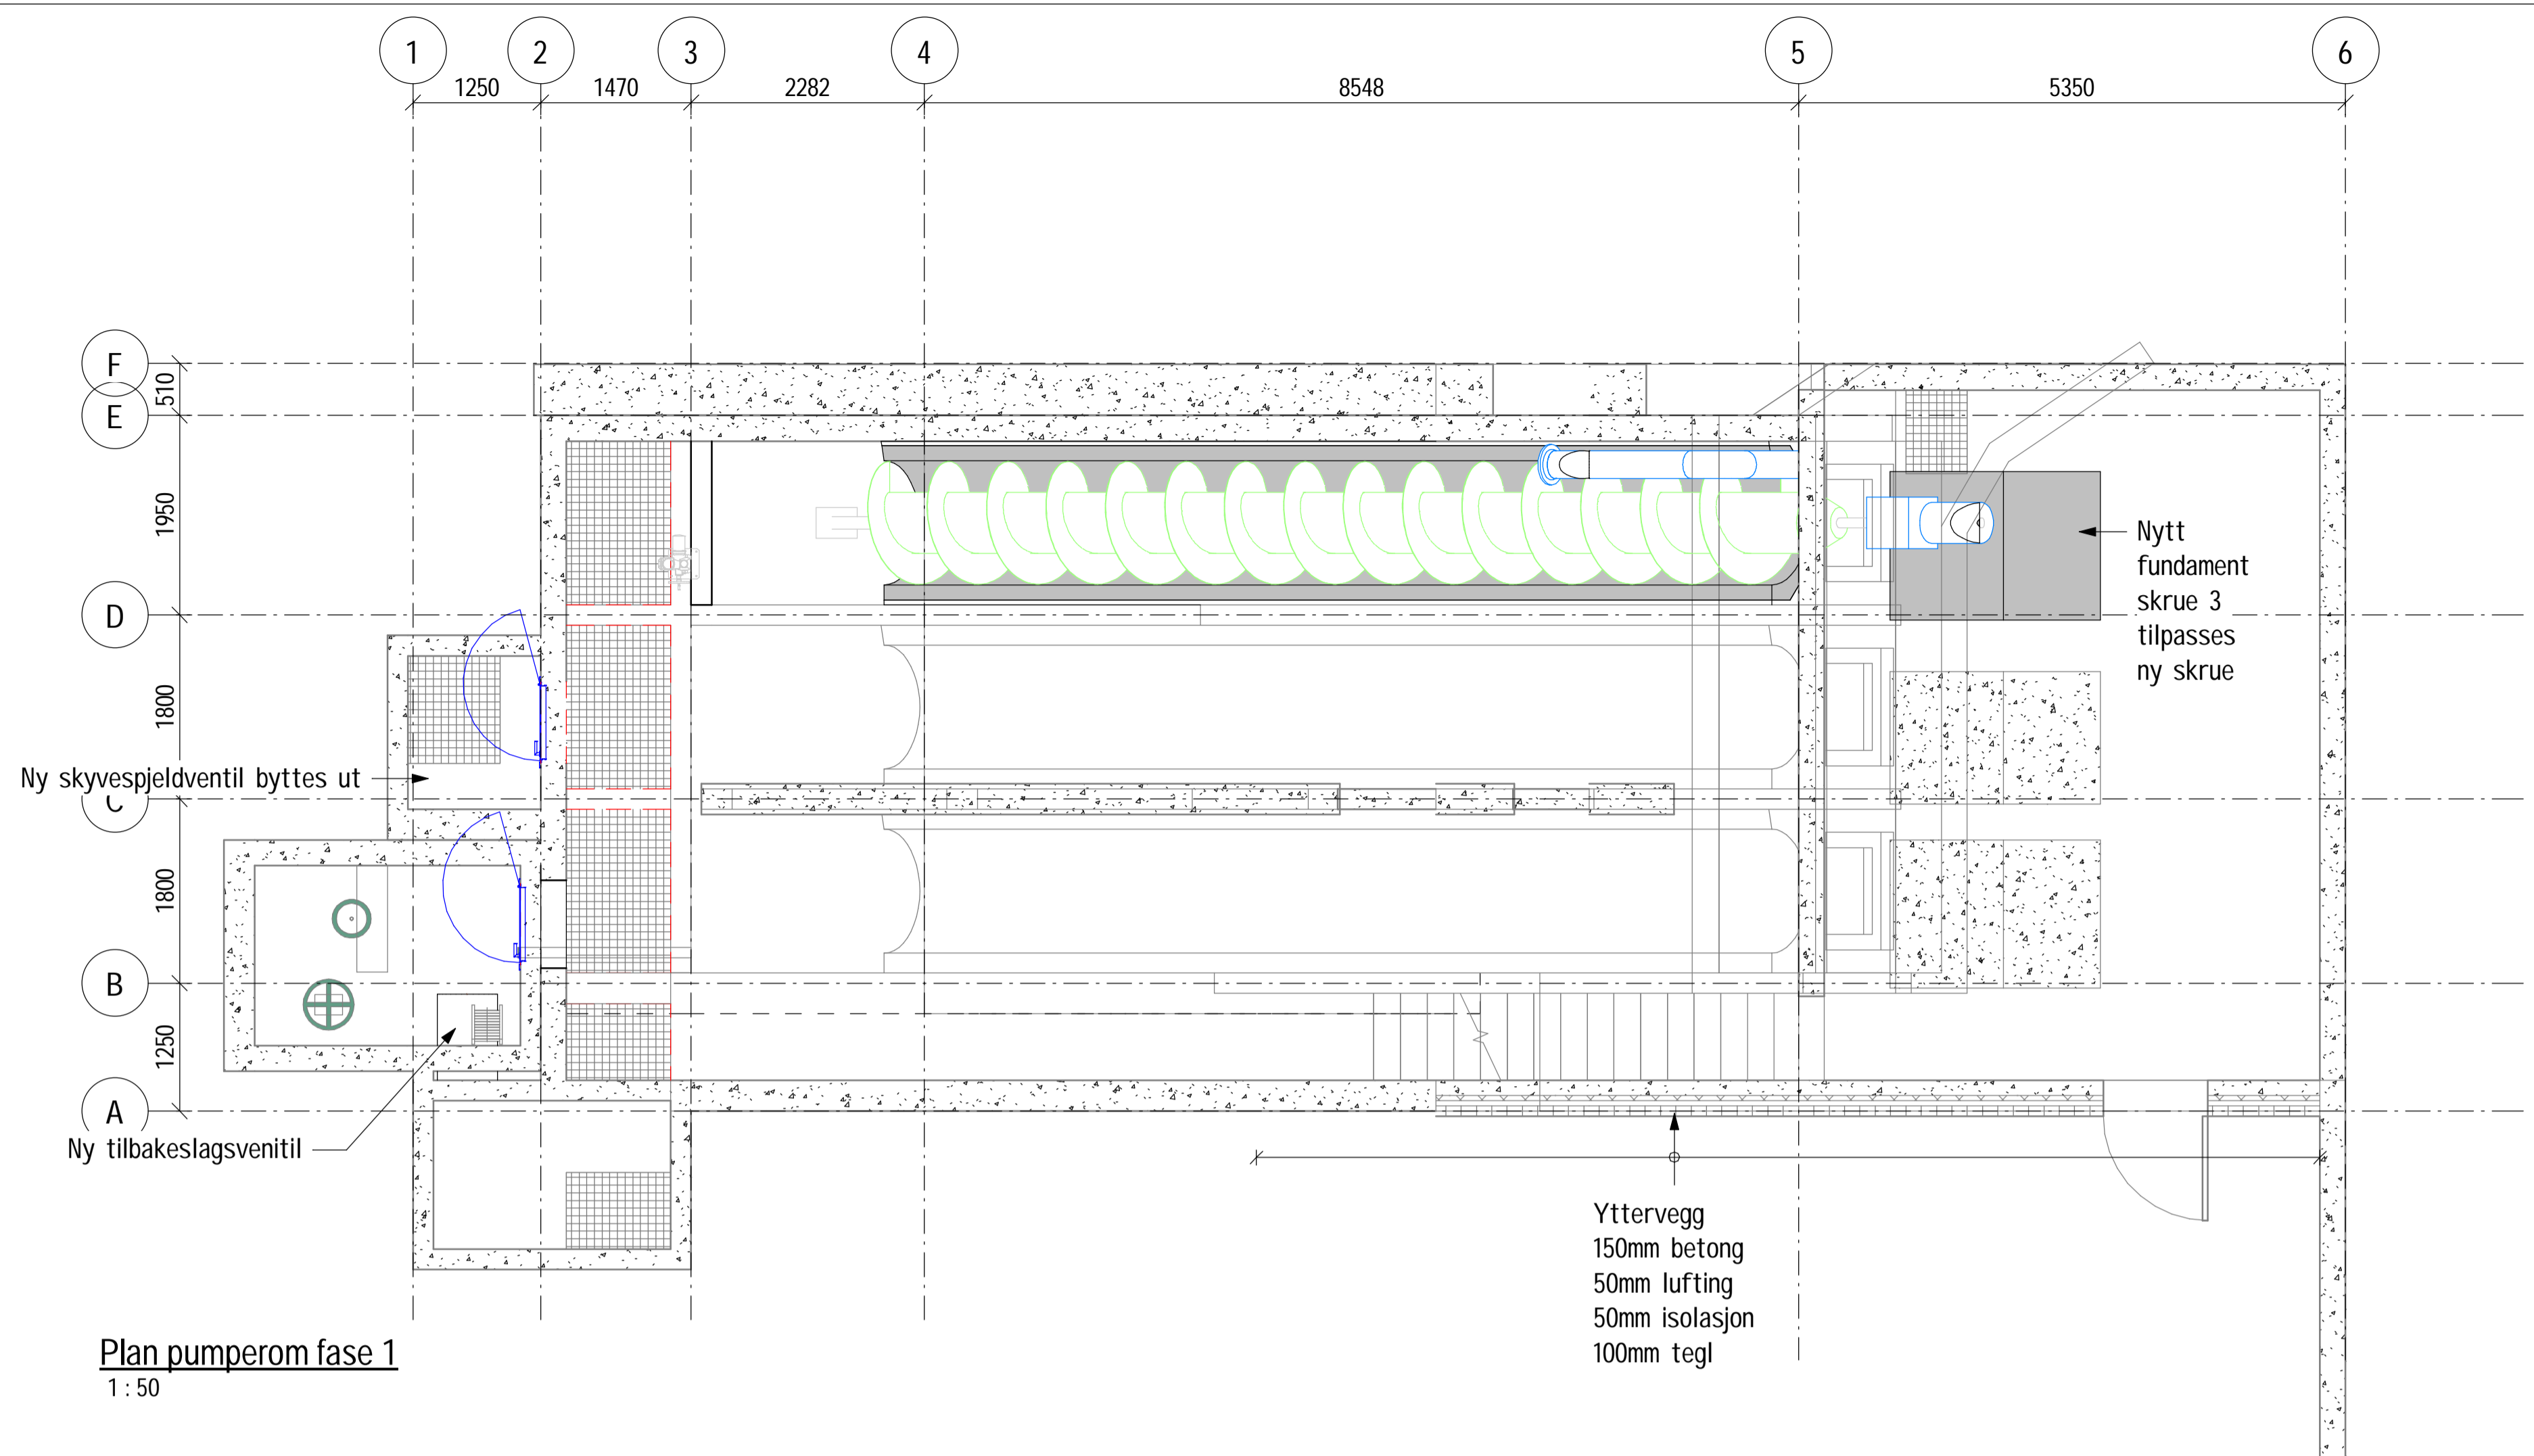 1 2 3 4 5 6
1250 1470 2282 8548 5350
F
510
E
1950
D
Nytt
fundament
skrue 3
tilpasses
ny skrue
1800
Ny skyvespjeldventil byttes ut
C
1800
B
1250
A
Ny tilbakeslagsvenitil
Yttervegg
150mm betong
50mm lufting
50mm isolasjon
100mm tegl
Plan pumperom fase 1
1 : 50